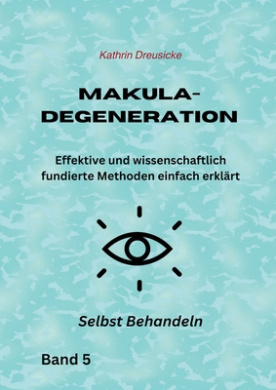 Kathrin Dreusicke
MAKULA-
DEGENERATION
Effektive und wissenschaftlich
fundierte Methoden einfach erklärt
Selbst Behandeln
Band 5